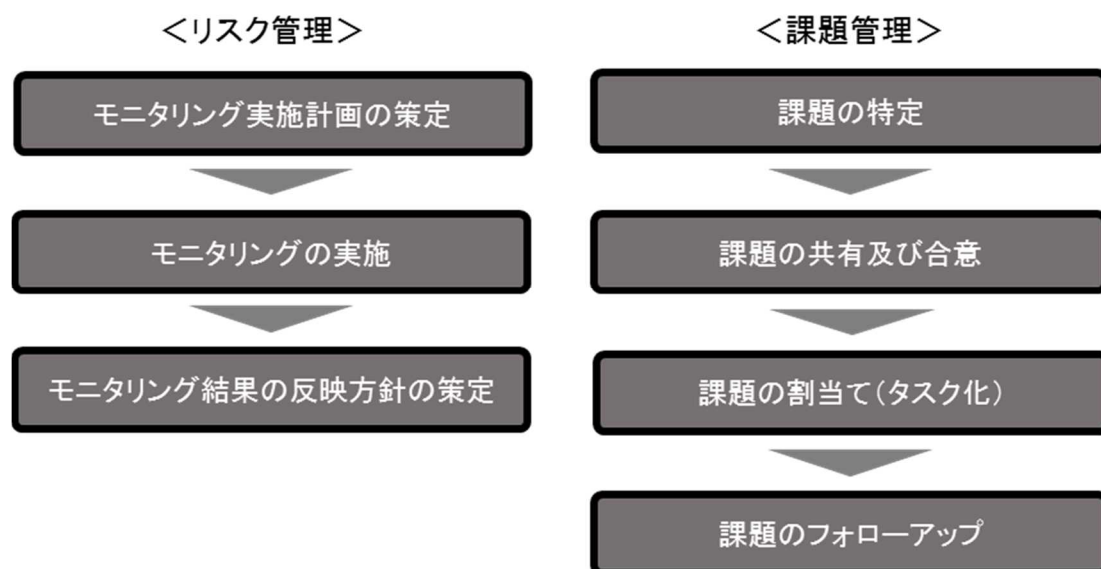 ＜リスク管理＞
モニタリング実施計画の策定
モニタリングの実施
モニタリング結果の反映方針の策定
＜課題管理＞
課題の特定
課題の共有及び合意
課題の割当て（タスク化）
課題のフォローアップ